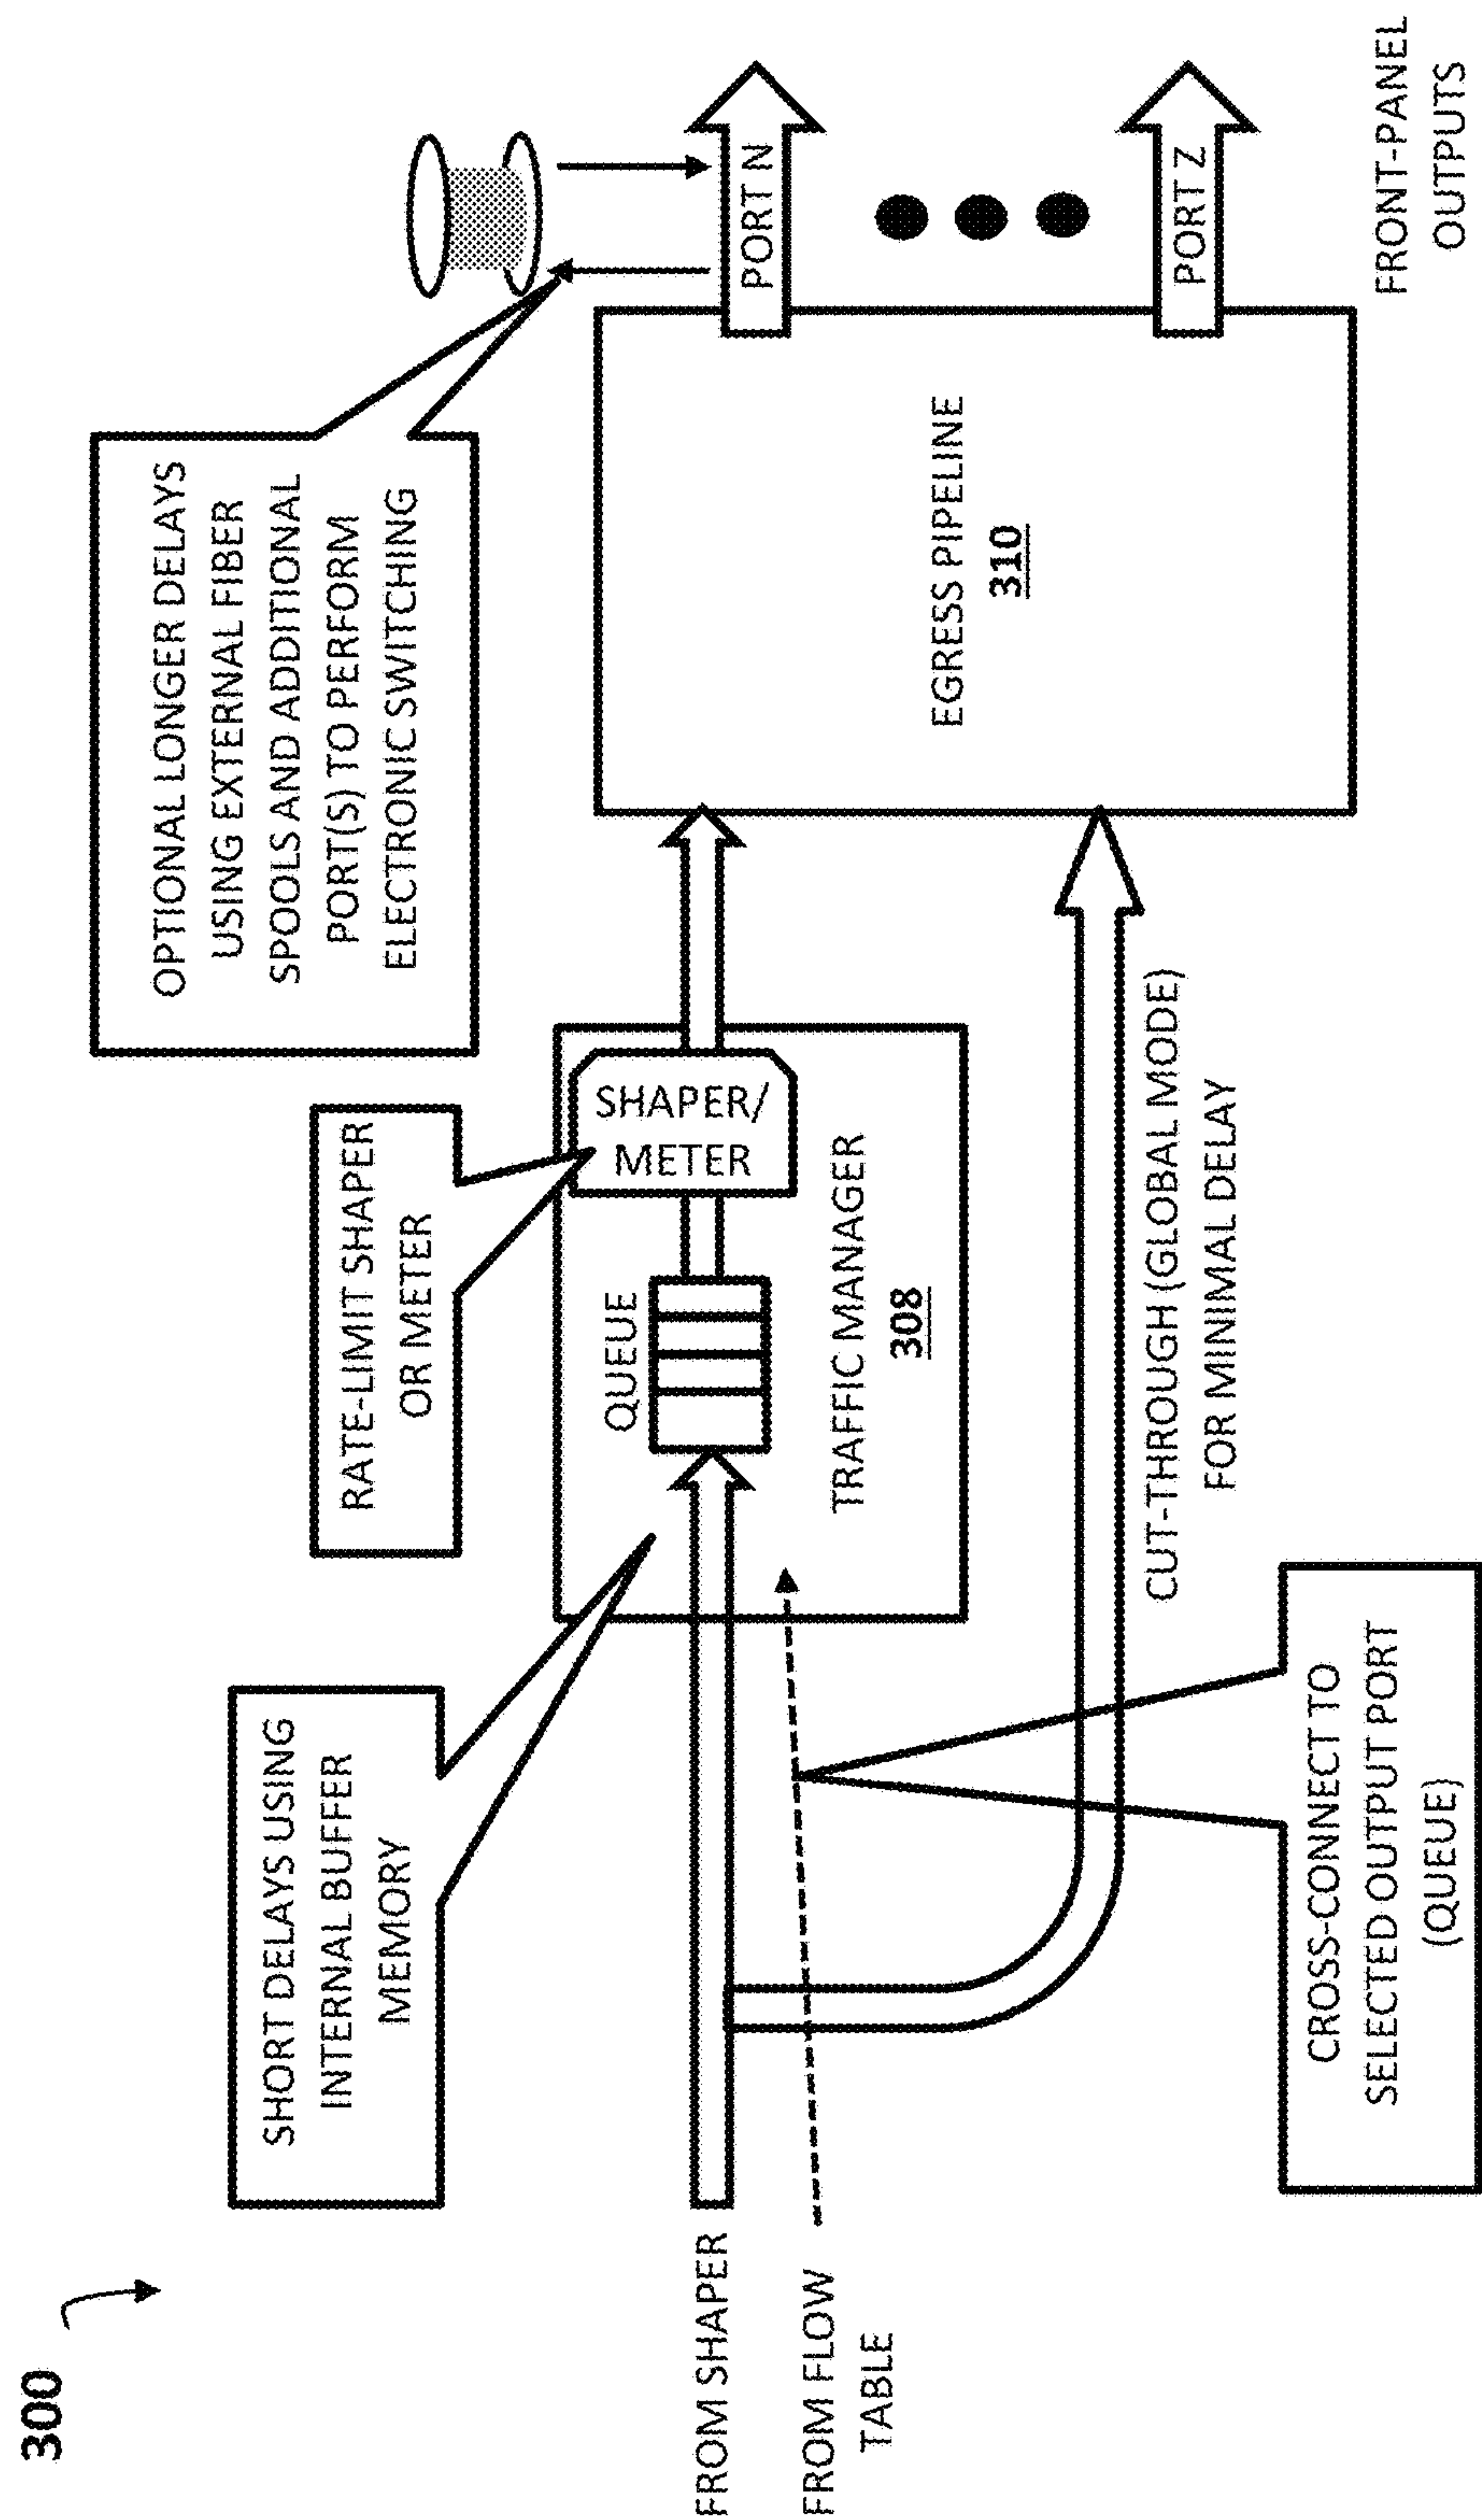 300
OPTIONAL LONGER DELAYS
USING EXTERNAL FIBER
SPOOLS AND ADDITIONAL
PORT(S) TO PERFORM
ELECTRONIC SWITCHING
RATE-LIMIT SHAPER
OR METER
SHORT DELAYS USING
INTERNAL BUFFER
MEMORY
QUEUE
SHAPER/
METER
TRAFFIC MANAGER
308
EGRESS PIPELINE
310
PORT N
PORT Z
FROM SHAPER
FROM FLOW
TABLE
CUT-THROUGH (GLOBAL MODE)
FOR MINIMAL DELAY
CROSS-CONNECT TO
SELECTED OUTPUT PORT
(QUEUE)
FRONT-PANEL
OUTPUTS